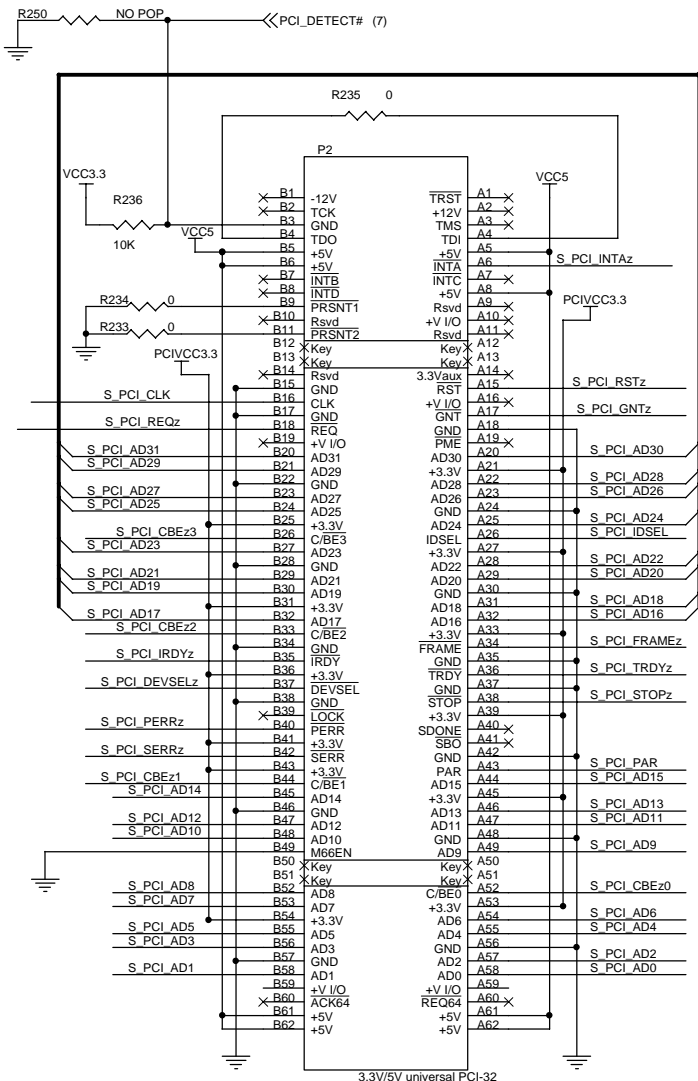 R250 NO POP PCI_DETECT# (7)
R235 0
P2
VCC3.3 VCC5
R236
10K
VCC5
B1 -12V TRST A1
B2 TCK +12V A2
B3 GND TMS A3
B4 TDO TDI A4
B5 +5V +5V A5
B6 +5V INTA A6 S_PCI_INTAz
B7 INTB INTC A7
B8 INTD +5V A8
R234 0 B9 PRSNT1 Rsvd A9
PCIVCC3.3
B10 Rsvd +V I/O A10
R233 0 B11 PRSNT2 Rsvd A11
B12 Key Key A12
B13 Key Key A13
PCIVCC3.3
B14 Rsvd 3.3Vaux A14
B15 GND RST A15 S_PCI_RSTz
S_PCI_CLK B16 CLK +V I/O A16
B17 GND GNT A17 S_PCI_GNTz
S_PCI_REQz B18 REQ GND A18
B19 +V I/O PME A19
S_PCI_AD31 B20 AD31 AD30 A20 S_PCI_AD30
S_PCI_AD29 B21 AD29 +3.3V A21
B22 GND AD28 A22 S_PCI_AD28
S_PCI_AD27 B23 AD27 AD26 A23 S_PCI_AD26
S_PCI_AD25 B24 AD25 GND A24
B25 +3.3V AD24 A25 S_PCI_AD24
S_PCI_CBEz3 B26 C/BE3 IDSEL A26 S_PCI_IDSEL
S_PCI_AD23 B27 AD23 +3.3V A27
B28 GND AD22 A28 S_PCI_AD22
S_PCI_AD21 B29 AD21 AD20 A29 S_PCI_AD20
S_PCI_AD19 B30 AD19 GND A30
B31 +3.3V AD18 A31 S_PCI_AD18
S_PCI_AD17 B32 AD17 AD16 A32 S_PCI_AD16
S_PCI_CBEz2 B33 C/BE2 +3.3V A33
B34 GND FRAME A34 S_PCI_FRAMEz
S_PCI_IRDYz B35 IRDY GND A35
B36 +3.3V TRDY A36 S_PCI_TRDYz
S_PCI_DEVSELz B37 DEVSEL GND A37
B38 GND STOP A38 S_PCI_STOPz
B39 LOCK +3.3V A39
S_PCI_PERRz B40 PERR SDONE A40
B41 +3.3V SBO A41
S_PCI_SERRz B42 SERR GND A42
B43 +3.3V PAR A43 S_PCI_PAR
S_PCI_CBEz1 B44 C/BE1 AD15 A44 S_PCI_AD15
S_PCI_AD14 B45 AD14 +3.3V A45
B46 GND AD13 A46 S_PCI_AD13
S_PCI_AD12 B47 AD12 AD11 A47 S_PCI_AD11
S_PCI_AD10 B48 AD10 GND A48
B49 M66EN AD9 A49 S_PCI_AD9
B50 Key Key A50
B51 Key Key A51
S_PCI_AD8 B52 AD8 C/BE0 A52 S_PCI_CBEz0
S_PCI_AD7 B53 AD7 +3.3V A53
B54 +3.3V AD6 A54 S_PCI_AD6
S_PCI_AD5 B55 AD5 AD4 A55 S_PCI_AD4
S_PCI_AD3 B56 AD3 GND A56
B57 GND AD2 A57 S_PCI_AD2
S_PCI_AD1 B58 AD1 AD0 A58 S_PCI_AD0
B59 +V I/O +V I/O A59
B60 ACK64 REQ64 A60
B61 +5V +5V A61
B62 +5V +5V A62
3.3V/5V universal PCI-32